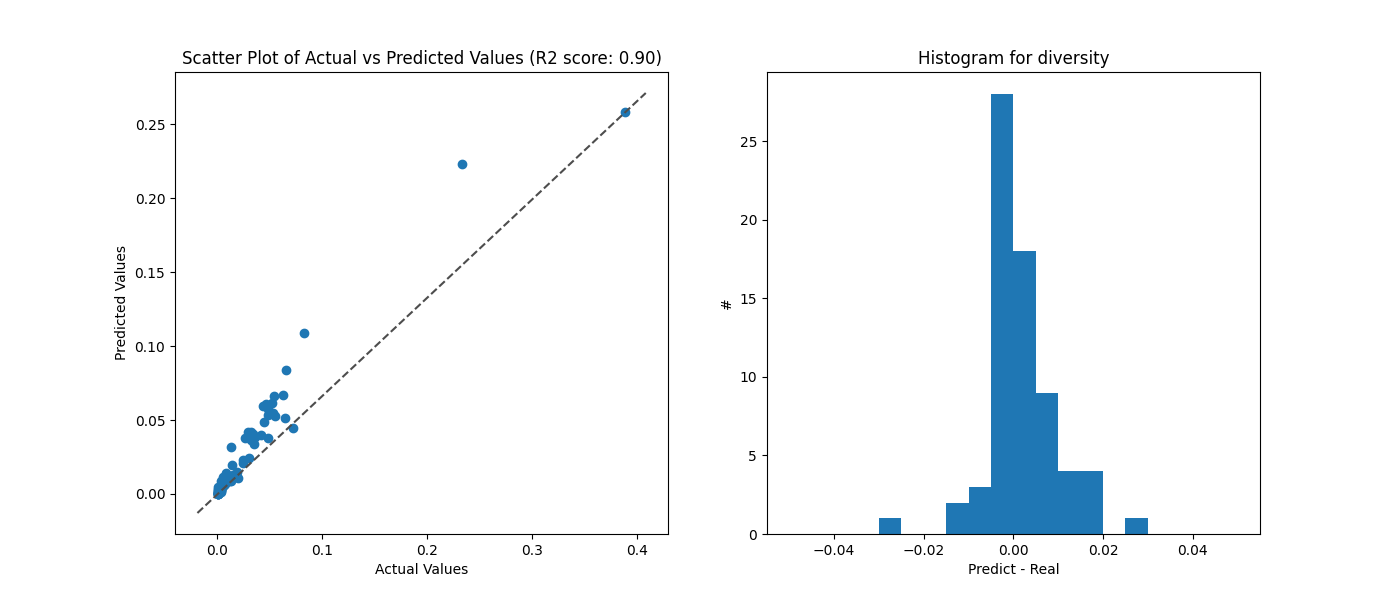 Scatter Plot of Actual vs Predicted Values (R2 score: 0.90)
Predicted Values
0.25
0.20
0.15
0.10
0.05
0.00
0.0 0.1 0.2 0.3 0.4
Actual Values
Histogram for diversity
#
25
20
15
10
5
0
−0.04 −0.02 0.00 0.02 0.04
Predict - Real